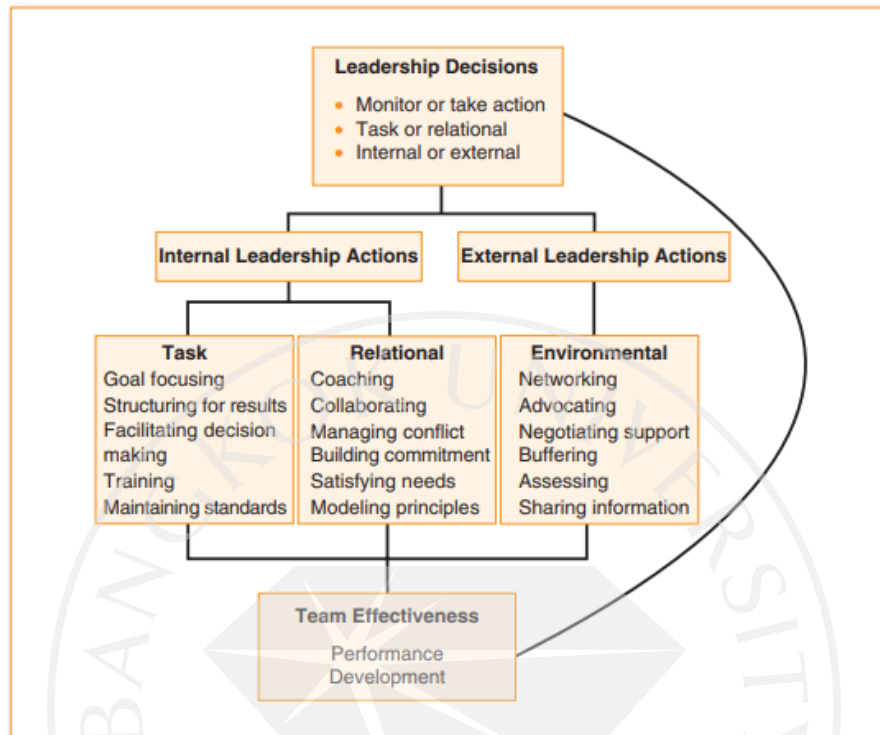 Leadership Decisions
• Monitor or take action
• Task or relational
• Internal or external
Internal Leadership Actions
External Leadership Actions
Task
Goal focusing
Structuring for results
Facilitating decision
making
Training
Maintaining standards
Relational
Coaching
Collaborating
Managing conflict
Building commitment
Satisfying needs
Modeling principles
Environmental
Networking
Advocating
Negotiating support
Buffering
Assessing
Sharing information
Team Effectiveness
Performance
Development
BANGKOK UNIVERSITY